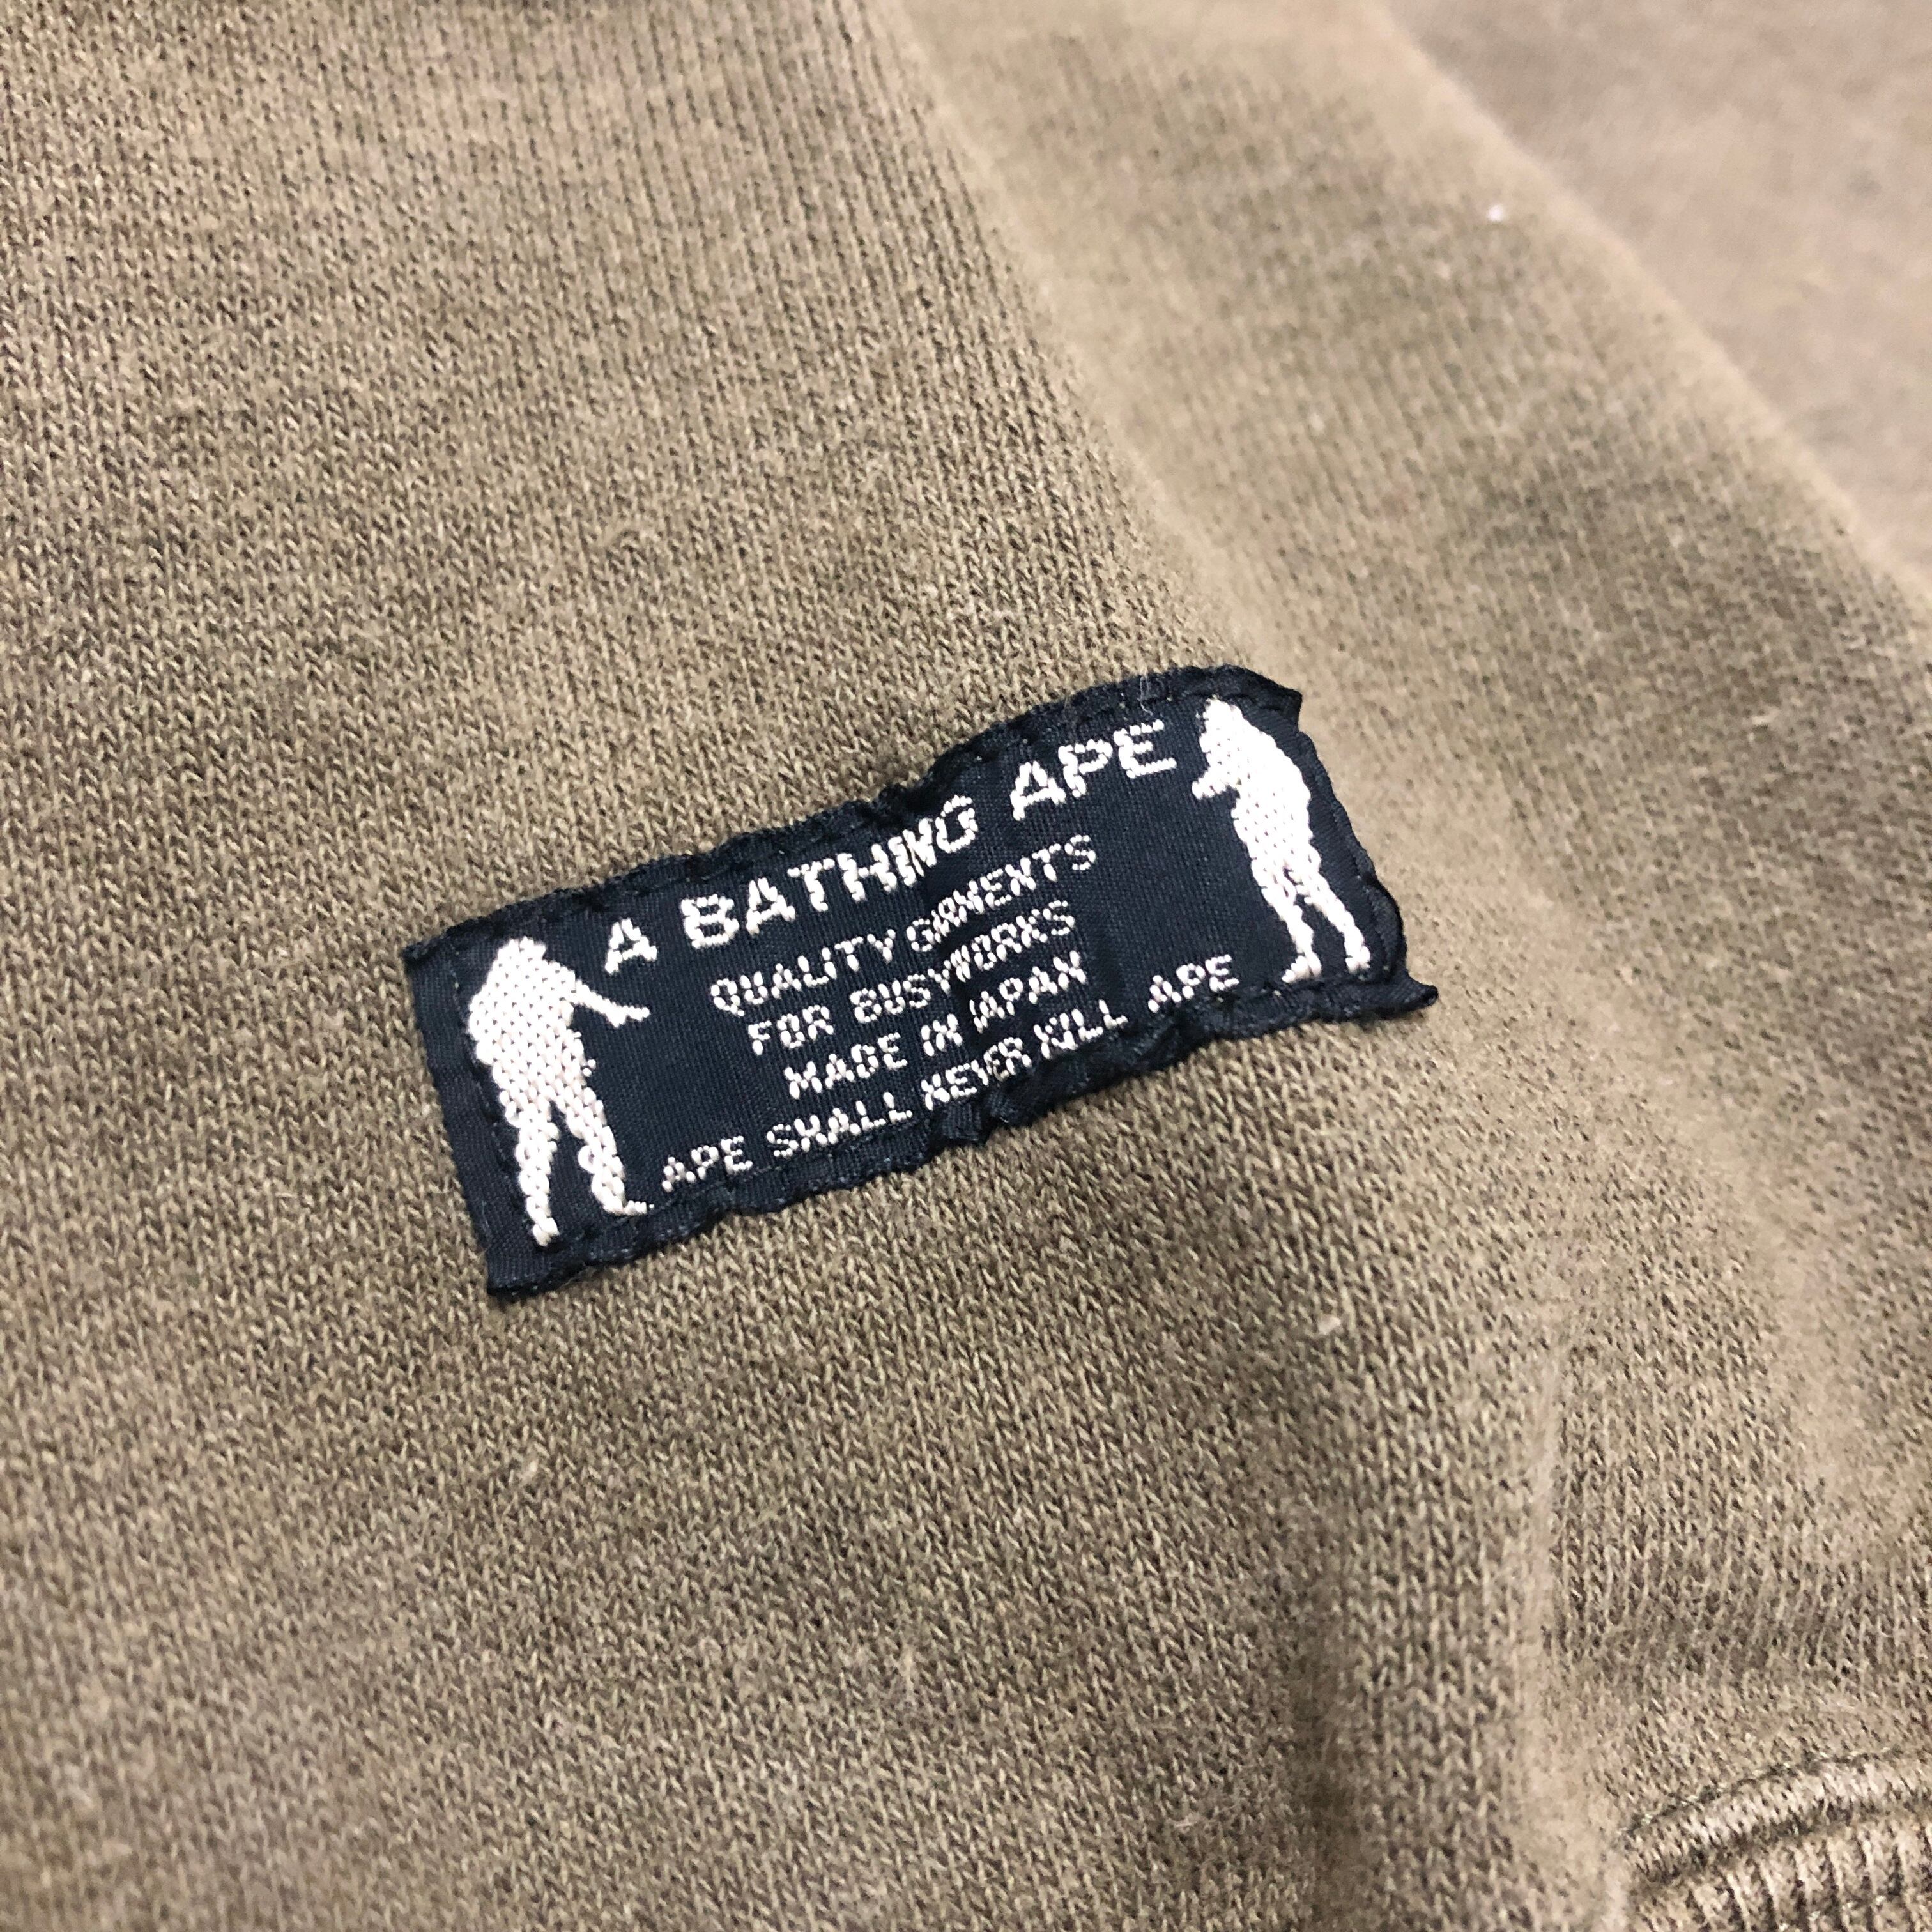 A BATHING APE
QUALITY GARMENTS
FOR BUSYWORKS
MADE IN JAPAN
APE SHALL NEVER KILL APE